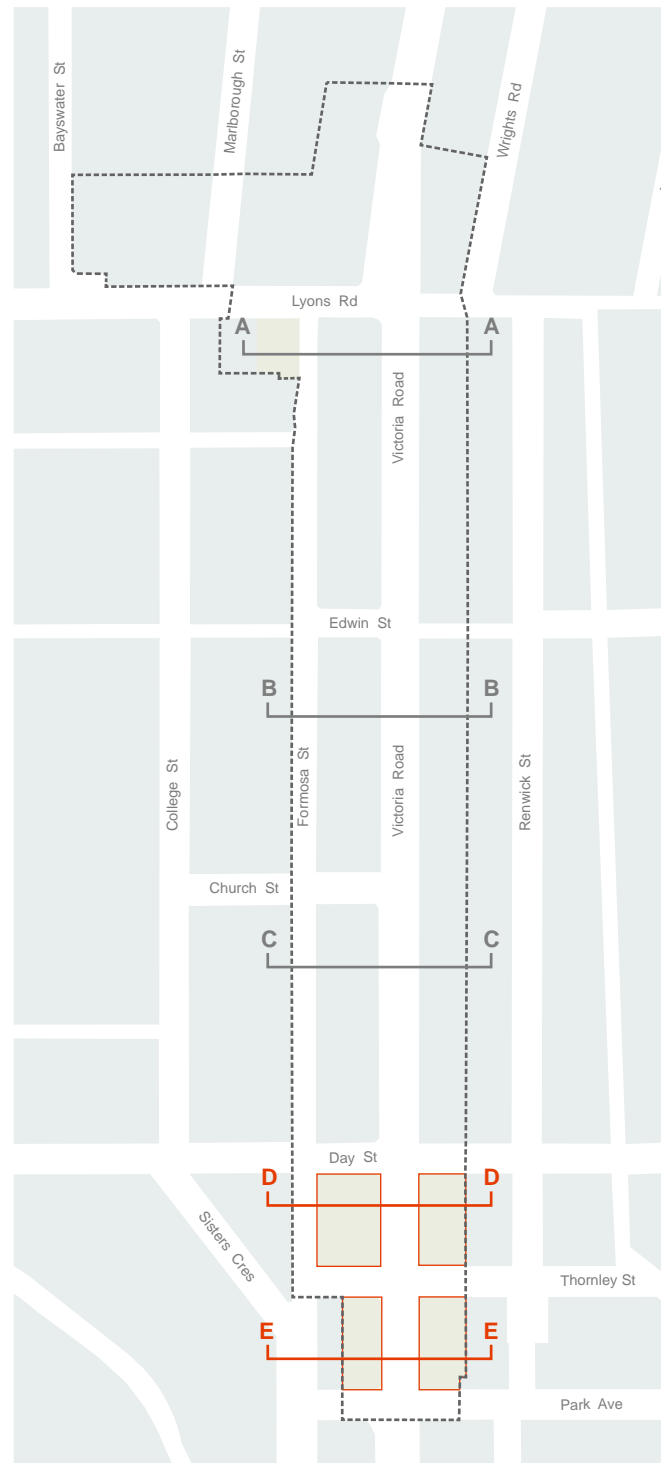 Bayswater St
Marlborough St
Wrights Rd
Lyons Rd
A
A
Victoria Road
Edwin St
B
B
College St
Formosa St
Victoria Road
Renwick St
Church St
C
C
Day St
D
D
Sisters Cres
Thornley St
E
E
Park Ave